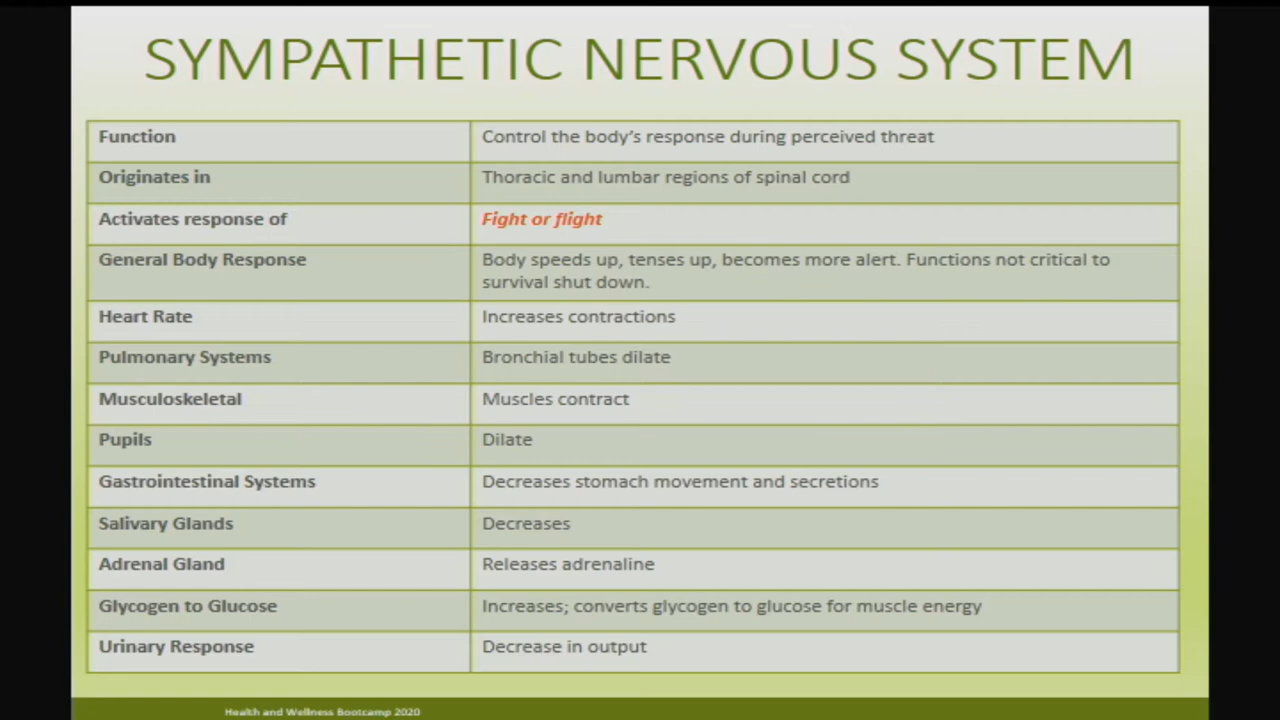 SYMPATHETIC NERVOUS SYSTEM
Function Control the body's response during perceived threat
Originates in Thoracic and lumbar regions of spinal cord
Activates response of Fight or flight
General Body Response Body speeds up, tenses up, becomes more alert. Functions not critical to
survival shut down.
Heart Rate Increases contractions
Pulmonary Systems Bronchial tubes dilate
Musculoskeletal Muscles contract
Pupils Dilate
Gastrointestinal Systems Decreases stomach movement and secretions
Salivary Glands Decreases
Adrenal Gland Releases adrenaline
Glycogen to Glucose Increases; converts glycogen to glucose for muscle energy
Urinary Response Decrease in output
Health and Wellness Bootcamp 2020